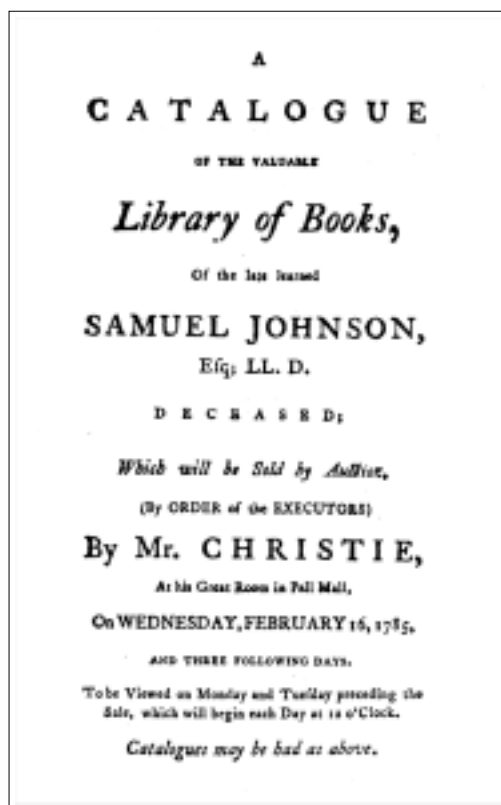 A
CATALOGUE
OF THE VALUABLE
Library of Books,
Of the late learned
SAMUEL JOHNSON,
Eſq; LL. D.
DECEASED;
Which will be Sold by Auction,
(By ORDER of the EXECUTORS)
By Mr. CHRISTIE,
At his Great Room in Pall Mall,
On WEDNESDAY, FEBRUARY 16, 1785,
AND THREE FOLLOWING DAYS.
To be Viewed on Monday and Tueſday preceding the
Sale, which will begin each Day at 12 o'Clock.
Catalogues may be had as above.